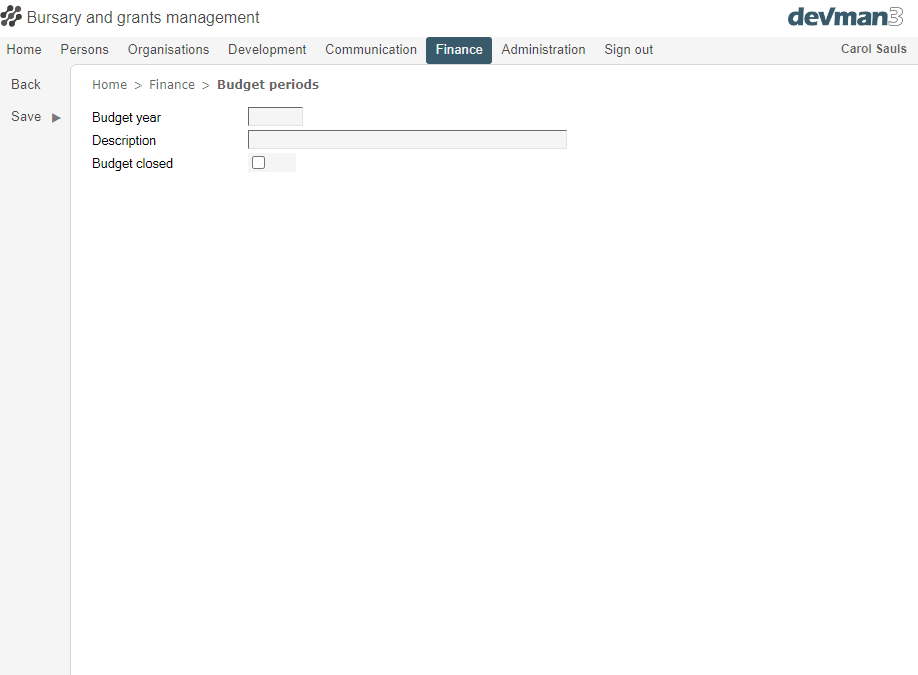 Bursary and grants management
devman3
Home Persons Organisations Development Communication Finance Administration Sign out Carol Sauls
Back
Home > Finance > Budget periods
Save ▶
Budget year
Description
Budget closed